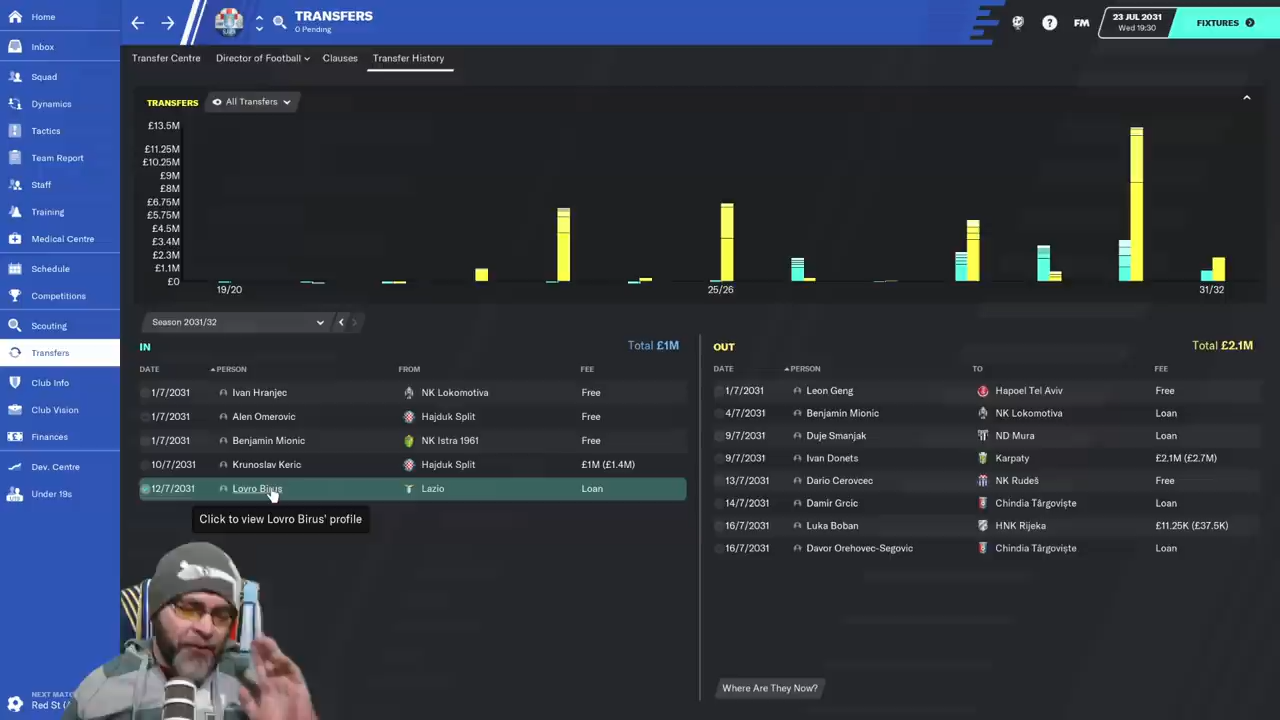 Home
Inbox
Squad
Dynamics
Tactics
Team Report
Staff
Training
Medical Centre
Schedule
Competitions
Scouting
Transfers
Club Info
Club Vision
Finances
Dev. Centre
Under 19s
NEXT MATC
Red St (A
TRANSFERS
0 Pending
FM
23 JUL 2031
Wed 19:30
FIXTURES
Transfer Centre
Director of Football
Clauses
Transfer History
TRANSFERS
All Transfers
£13.5M
£11.25M
£10.25M
£9M
£8M
£6.75M
£5.75M
£4.5M
£3.4M
£2.3M
£1.1M
£0
19/20
25/26
31/32
Season 2031/32
IN
Total £1M
DATE PERSON FROM FEE
1/7/2031 Ivan Hranjec NK Lokomotiva Free
1/7/2031 Alen Omerovic Hajduk Split Free
1/7/2031 Benjamin Mionic NK Istra 1961 Free
10/7/2031 Krunoslav Keric Hajduk Split £1M (£1.4M)
12/7/2031 Lovro Birus Lazio Loan
Click to view Lovro Birus' profile
OUT
Total £2.1M
DATE PERSON TO FEE
1/7/2031 Leon Geng Hapoel Tel Aviv Free
4/7/2031 Benjamin Mionic NK Lokomotiva Loan
9/7/2031 Duje Smanjak ND Mura Loan
9/7/2031 Ivan Donets Karpaty £2.1M (£2.7M)
13/7/2031 Dario Cerovcec NK Rudeš Free
14/7/2031 Damir Grcic Chindia Târgoviște Loan
16/7/2031 Luka Boban HNK Rijeka £11.25K (£37.5K)
16/7/2031 Davor Orehovec-Segovic Chindia Târgoviște Loan
Where Are They Now?